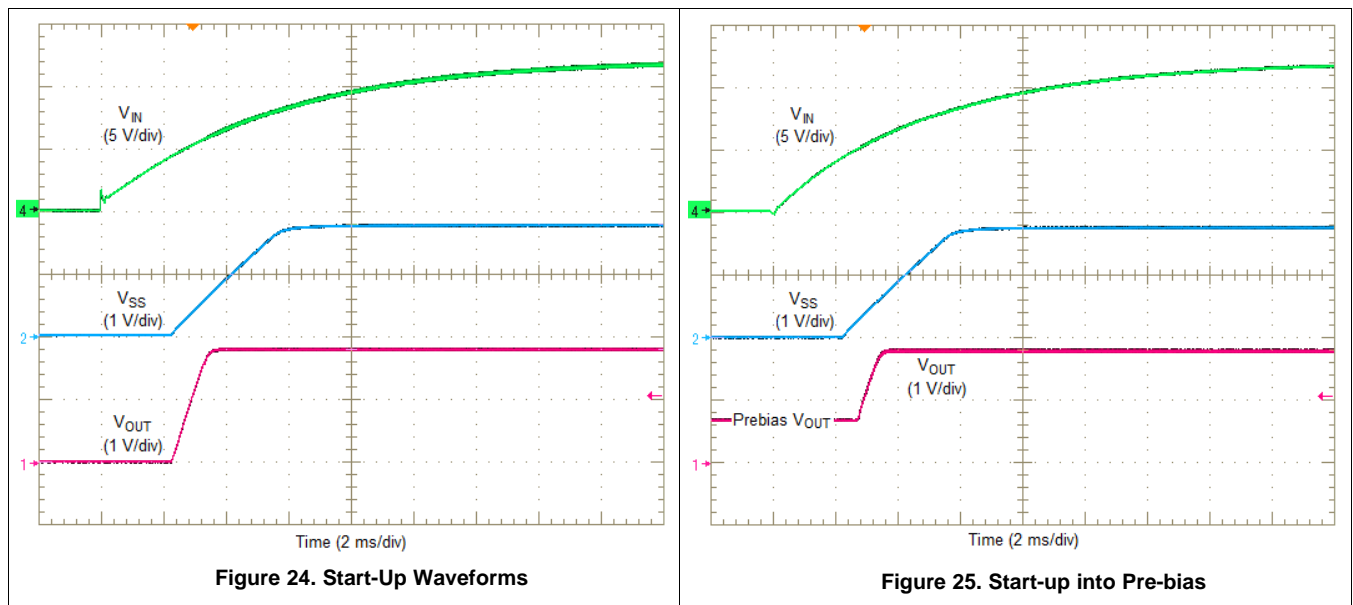 V_IN
(5 V/div)
4
V_SS
(1 V/div)
2
V_OUT
(1 V/div)
1
Time (2 ms/div)
Figure 24. Start-Up Waveforms
V_IN
(5 V/div)
4
V_SS
(1 V/div)
2
V_OUT
(1 V/div)
Prebias V_OUT
1
Time (2 ms/div)
Figure 25. Start-up into Pre-bias